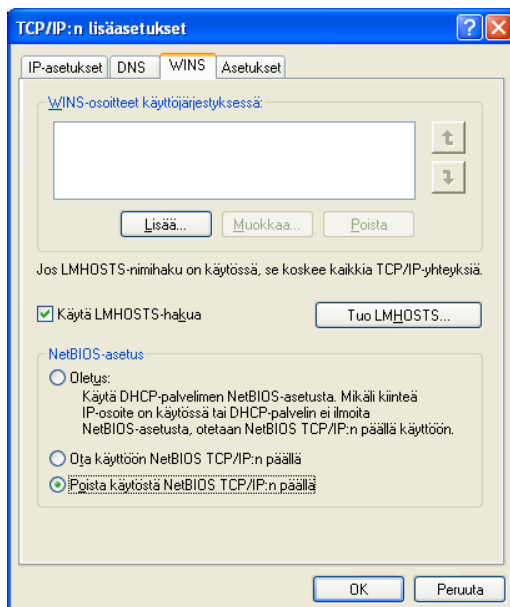 TCP/IP:n lisäasetukset
IP-asetukset DNS WINS Asetukset
WINS-osoitteet käyttöjärjestyksessä:
Lisää... Muokkaa... Poista
Jos LMHOSTS-nimihaku on käytössä, se koskee kaikkia TCP/IP-yhteyksiä.
Käytä LMHOSTS-hakua Tuo LMHOSTS...
NetBIOS-asetus
Oletus:
Käytä DHCP-palvelimen NetBIOS-asetusta. Mikäli kiinteä
IP-osoite on käytössä tai DHCP-palvelin ei ilmoita
NetBIOS-asetusta, otetaan NetBIOS TCP/IP:n päällä käyttöön.
Ota käyttöön NetBIOS TCP/IP:n päällä
Poista käytöstä NetBIOS TCP/IP:n päällä
OK Peruuta